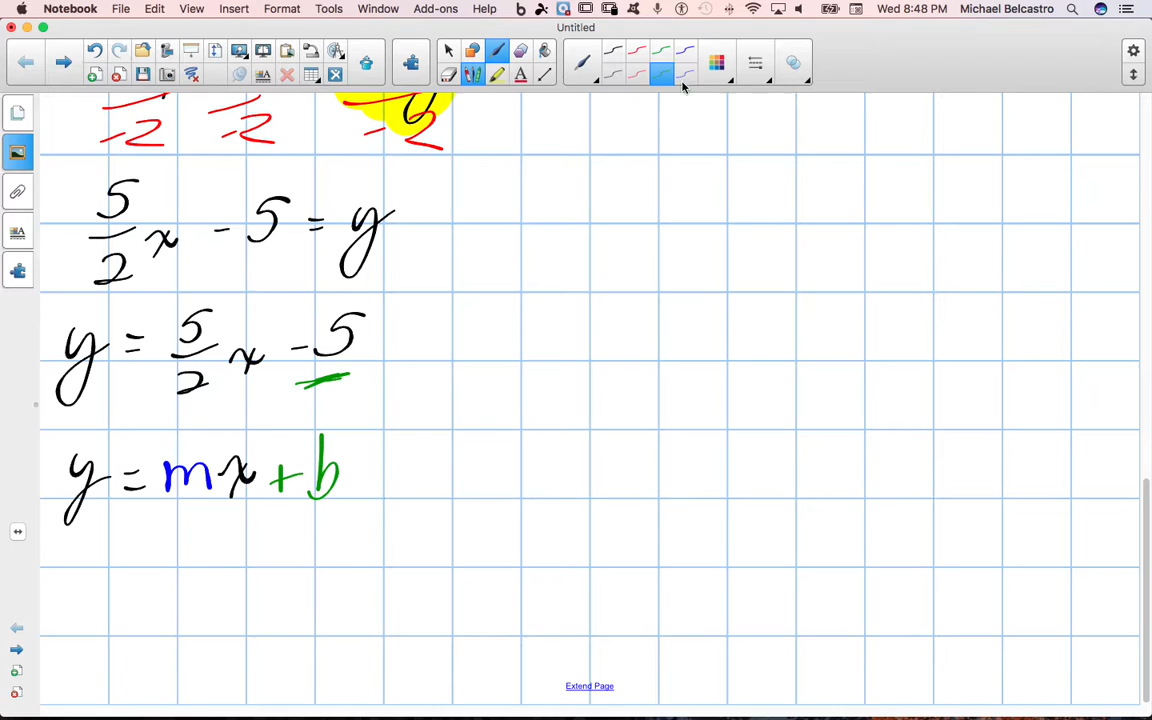 Notebook File Edit View Insert Format Tools Window Add-ons Help Wed 8:48 PM Michael Belcastro
Untitled
-2 -2 -2
5/2 x - 5 = y
y = 5/2 x - 5
y = mx + b
Extend Page